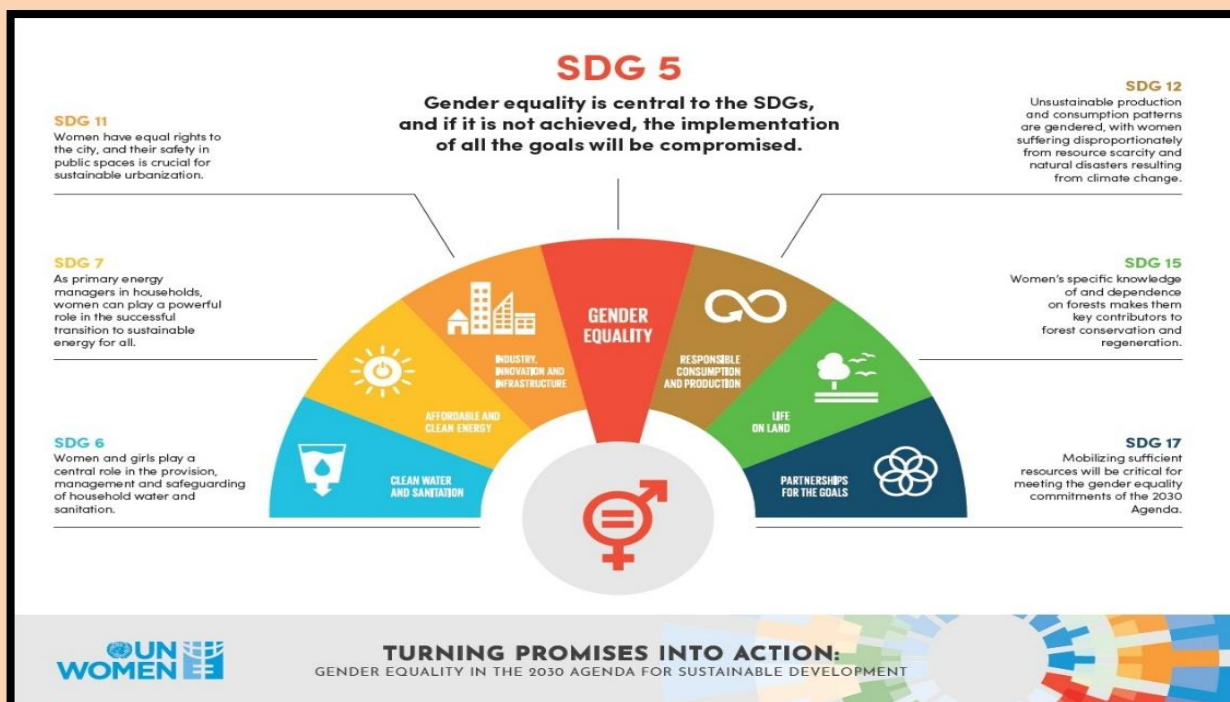 SDG 5
Gender equality is central to the SDGs,
and if it is not achieved, the implementation
of all the goals will be compromised.
SDG 11
Women have equal rights to
the city, and their safety in
public spaces is crucial for
sustainable urbanization.
SDG 7
As primary energy
managers in households,
women can play a powerful
role in the successful
transition to sustainable
energy for all.
SDG 6
Women and girls play a
central role in the provision,
management and safeguarding
of household water and
sanitation.
SDG 12
Unsustainable production
and consumption patterns
are gendered, with women
suffering disproportionately
from resource scarcity and
natural disasters resulting
from climate change.
SDG 15
Women's specific knowledge
of and dependence
on forests makes them
key contributors to
forest conservation and
regeneration.
SDG 17
Mobilizing sufficient
resources will be critical for
meeting the gender equality
commitments of the 2030
Agenda.
CLEAN WATER
AND SANITATION
AFFORDABLE AND
CLEAN ENERGY
INDUSTRY,
INNOVATION AND
INFRASTRUCTURE
GENDER
EQUALITY
RESPONSIBLE
CONSUMPTION
AND PRODUCTION
LIFE
ON LAND
PARTNERSHIPS
FOR THE GOALS
UN
WOMEN
TURNING PROMISES INTO ACTION:
GENDER EQUALITY IN THE 2030 AGENDA FOR SUSTAINABLE DEVELOPMENT